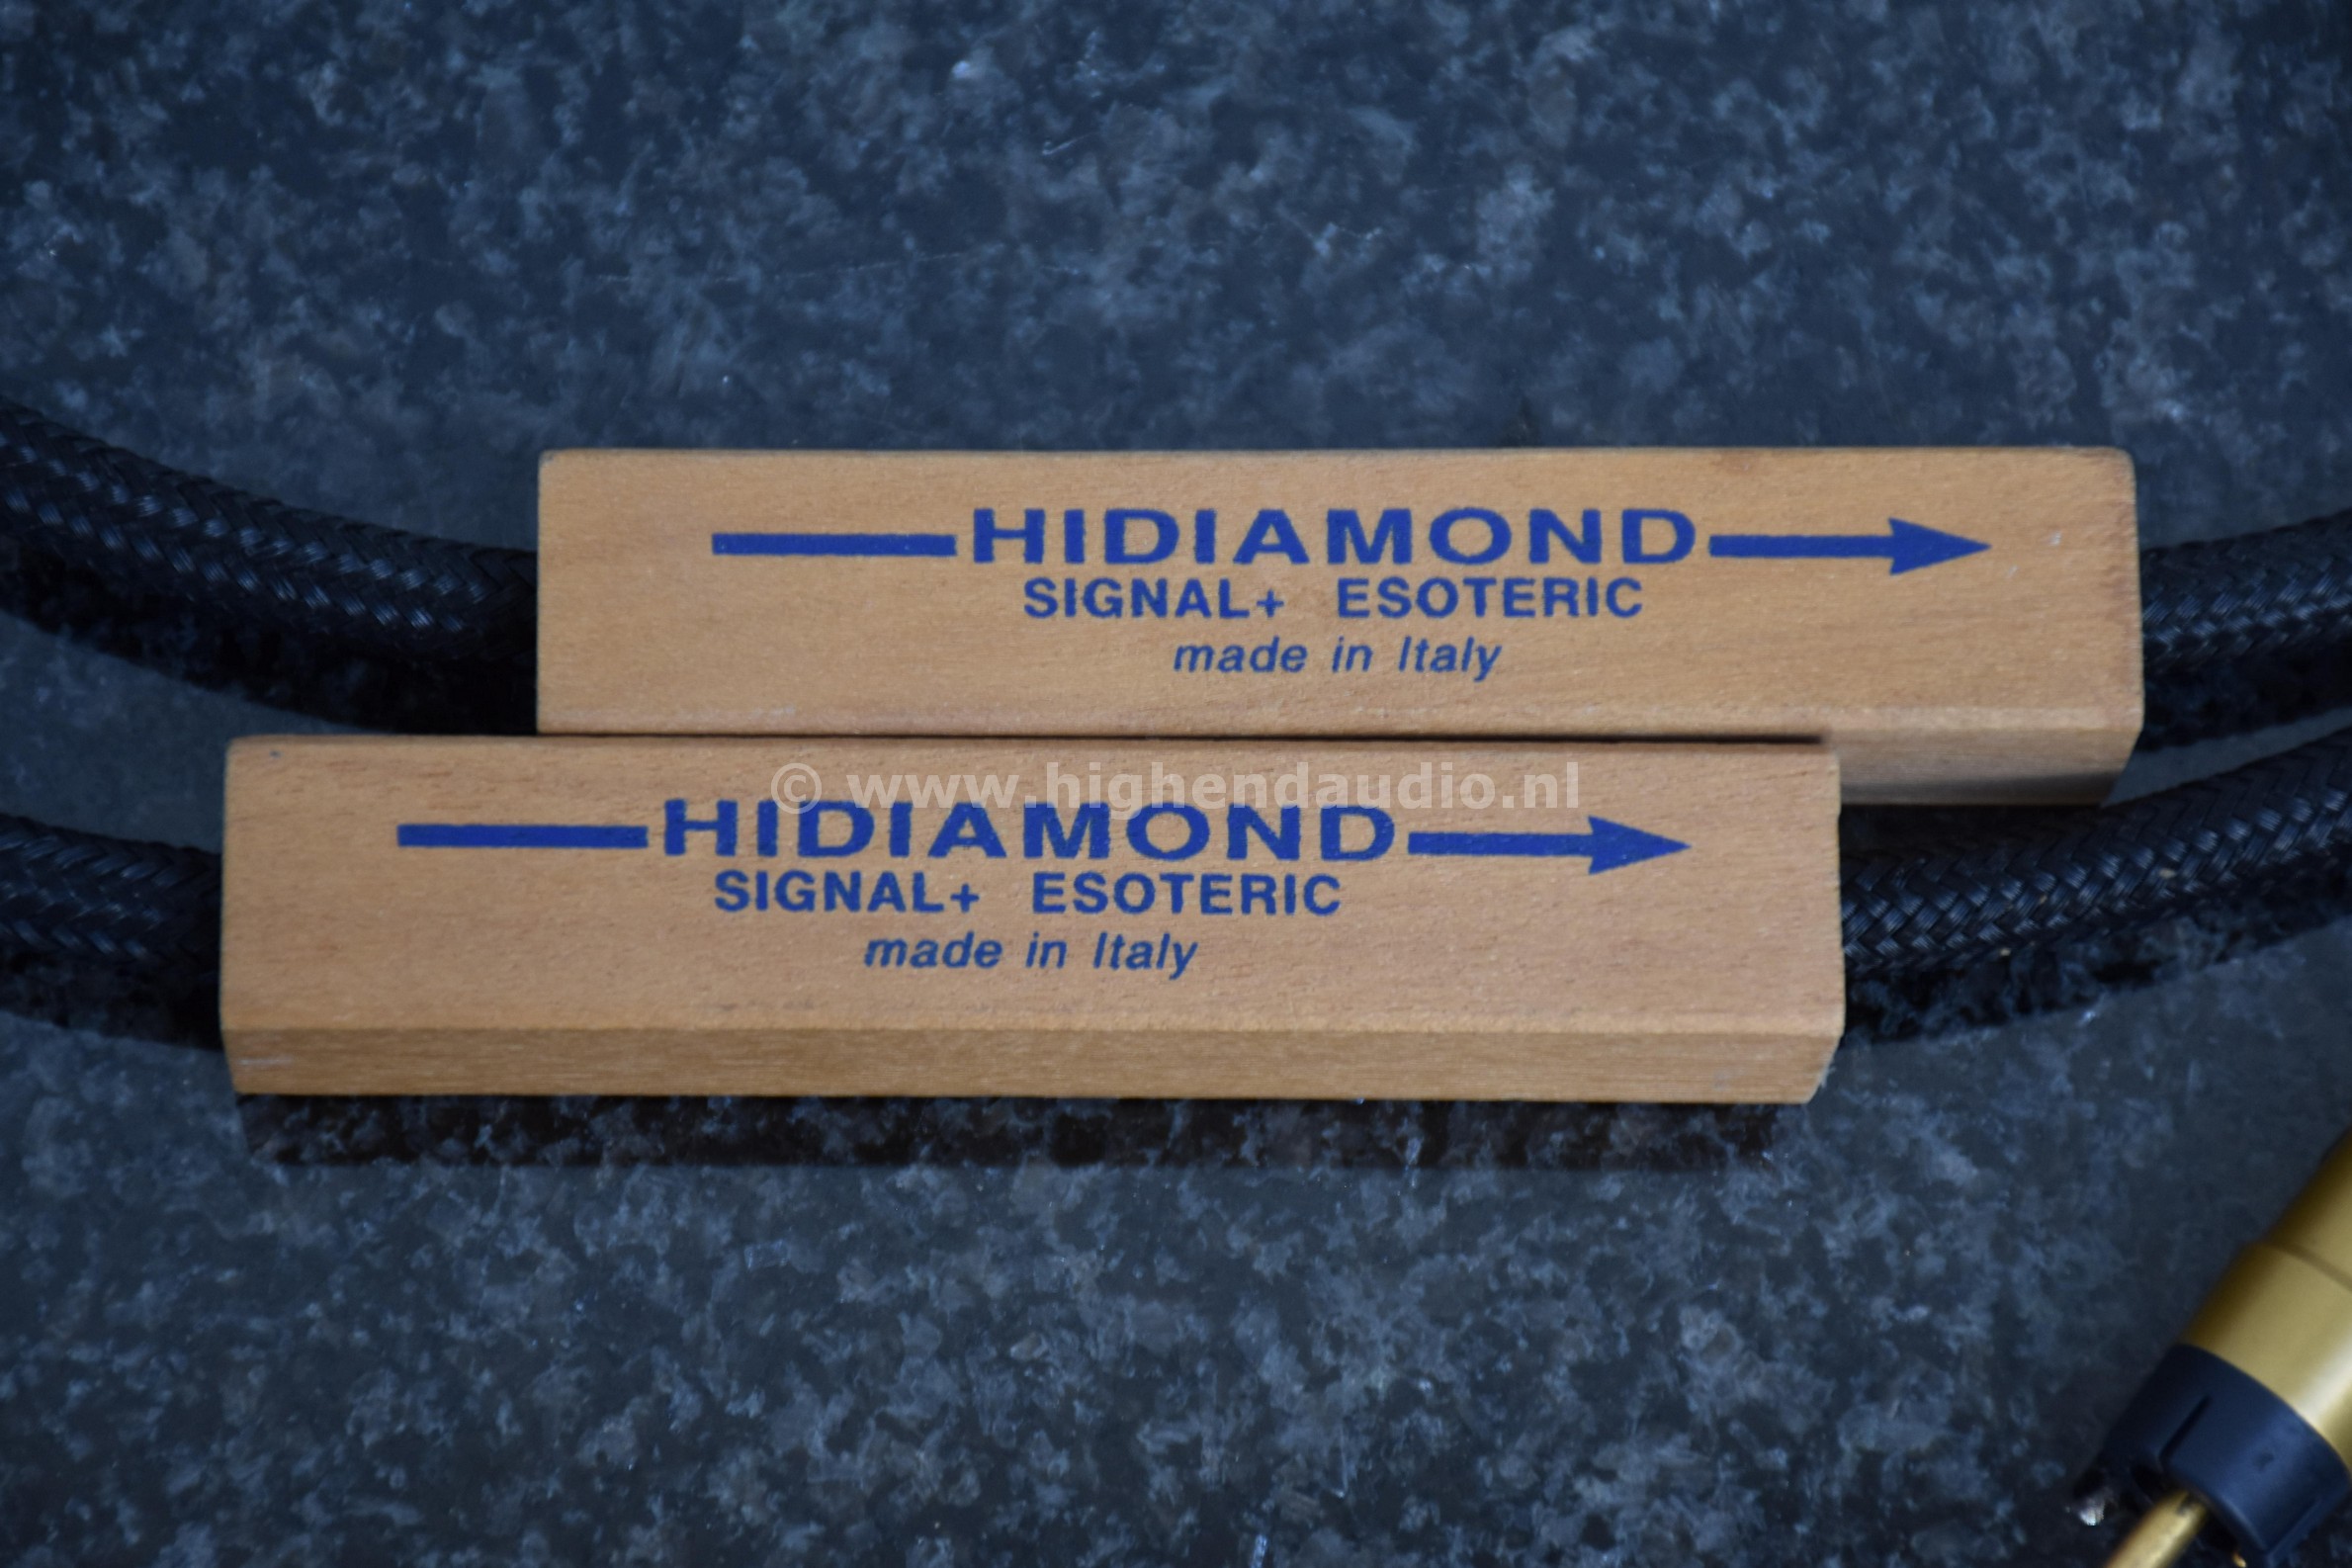 HIDIAMOND
SIGNAL+ ESOTERIC
made in Italy
© www.highendaudio.nl
HIDIAMOND
SIGNAL+ ESOTERIC
made in Italy